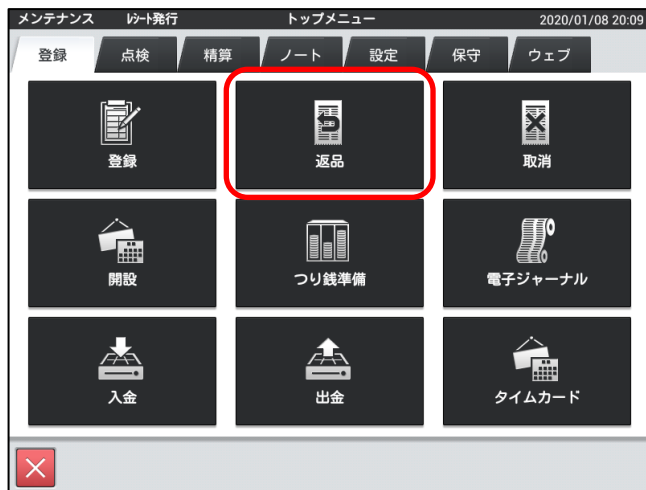 メンテナンス ﾚｼｰﾄ発行 トップメニュー 2020/01/08 20:09
登録 点検 精算 ノート 設定 保守 ウェブ
登録 返品 取消
開設 つり銭準備 電子ジャーナル
入金 出金 タイムカード